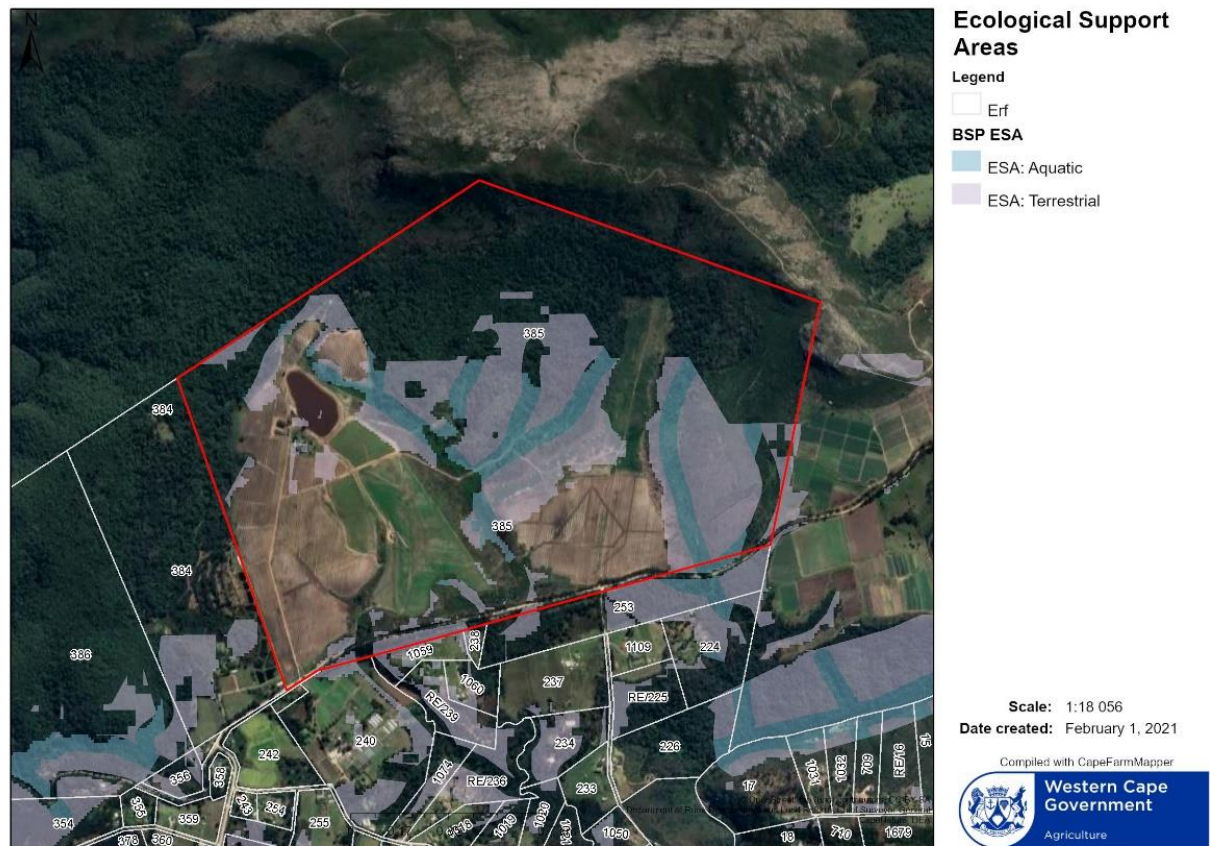 N
Ecological Support
Areas
Legend
Erf
BSP ESA
ESA: Aquatic
ESA: Terrestrial
385
384
385
384
253
386
238
1059
1109
224
1060
237
RE/239
RE/225
234
240
226
242
1074
RE/236
356
358
1031
1032
709
RE/16
15
17
233
355
243
254
255
359
354
378
360
1018
1019
1050
18
710
1679
Scale: 1:18 056
Date created: February 1, 2021
Compiled with CapeFarmMapper
Western Cape
Government
Agriculture